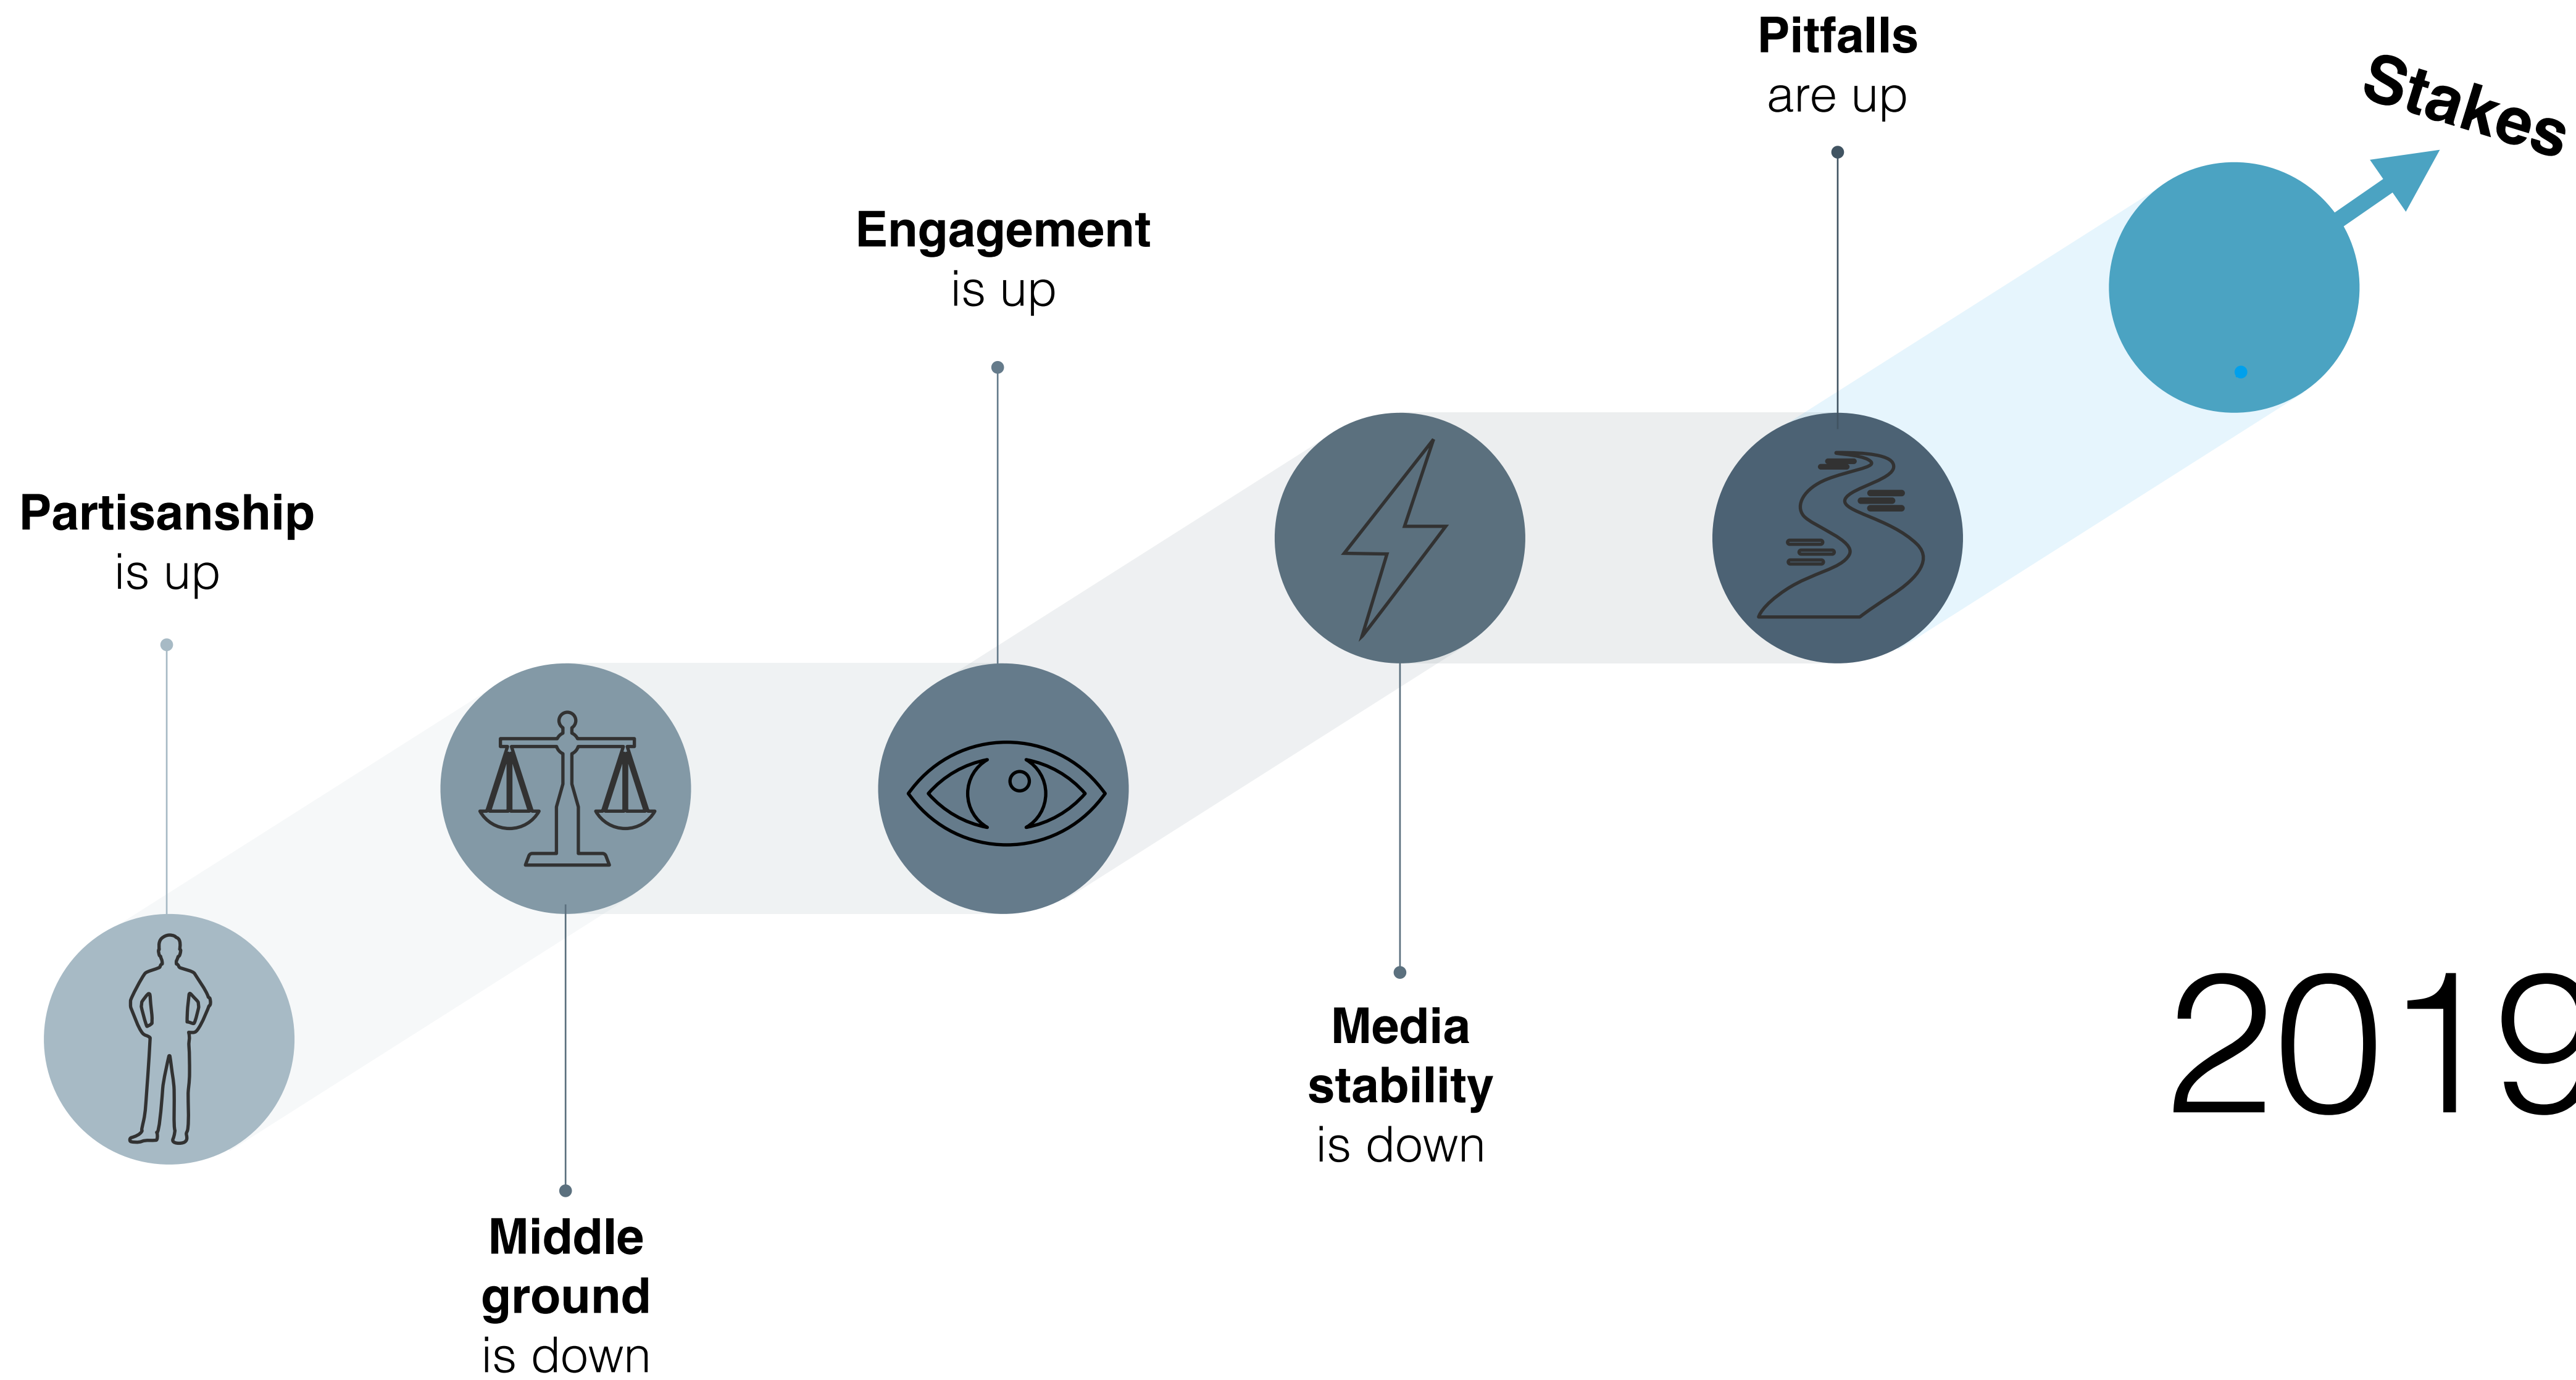 Pitfalls
are up
Stakes
Engagement
is up
Partisanship
is up
Media
stability
is down
2019
Middle
ground
is down